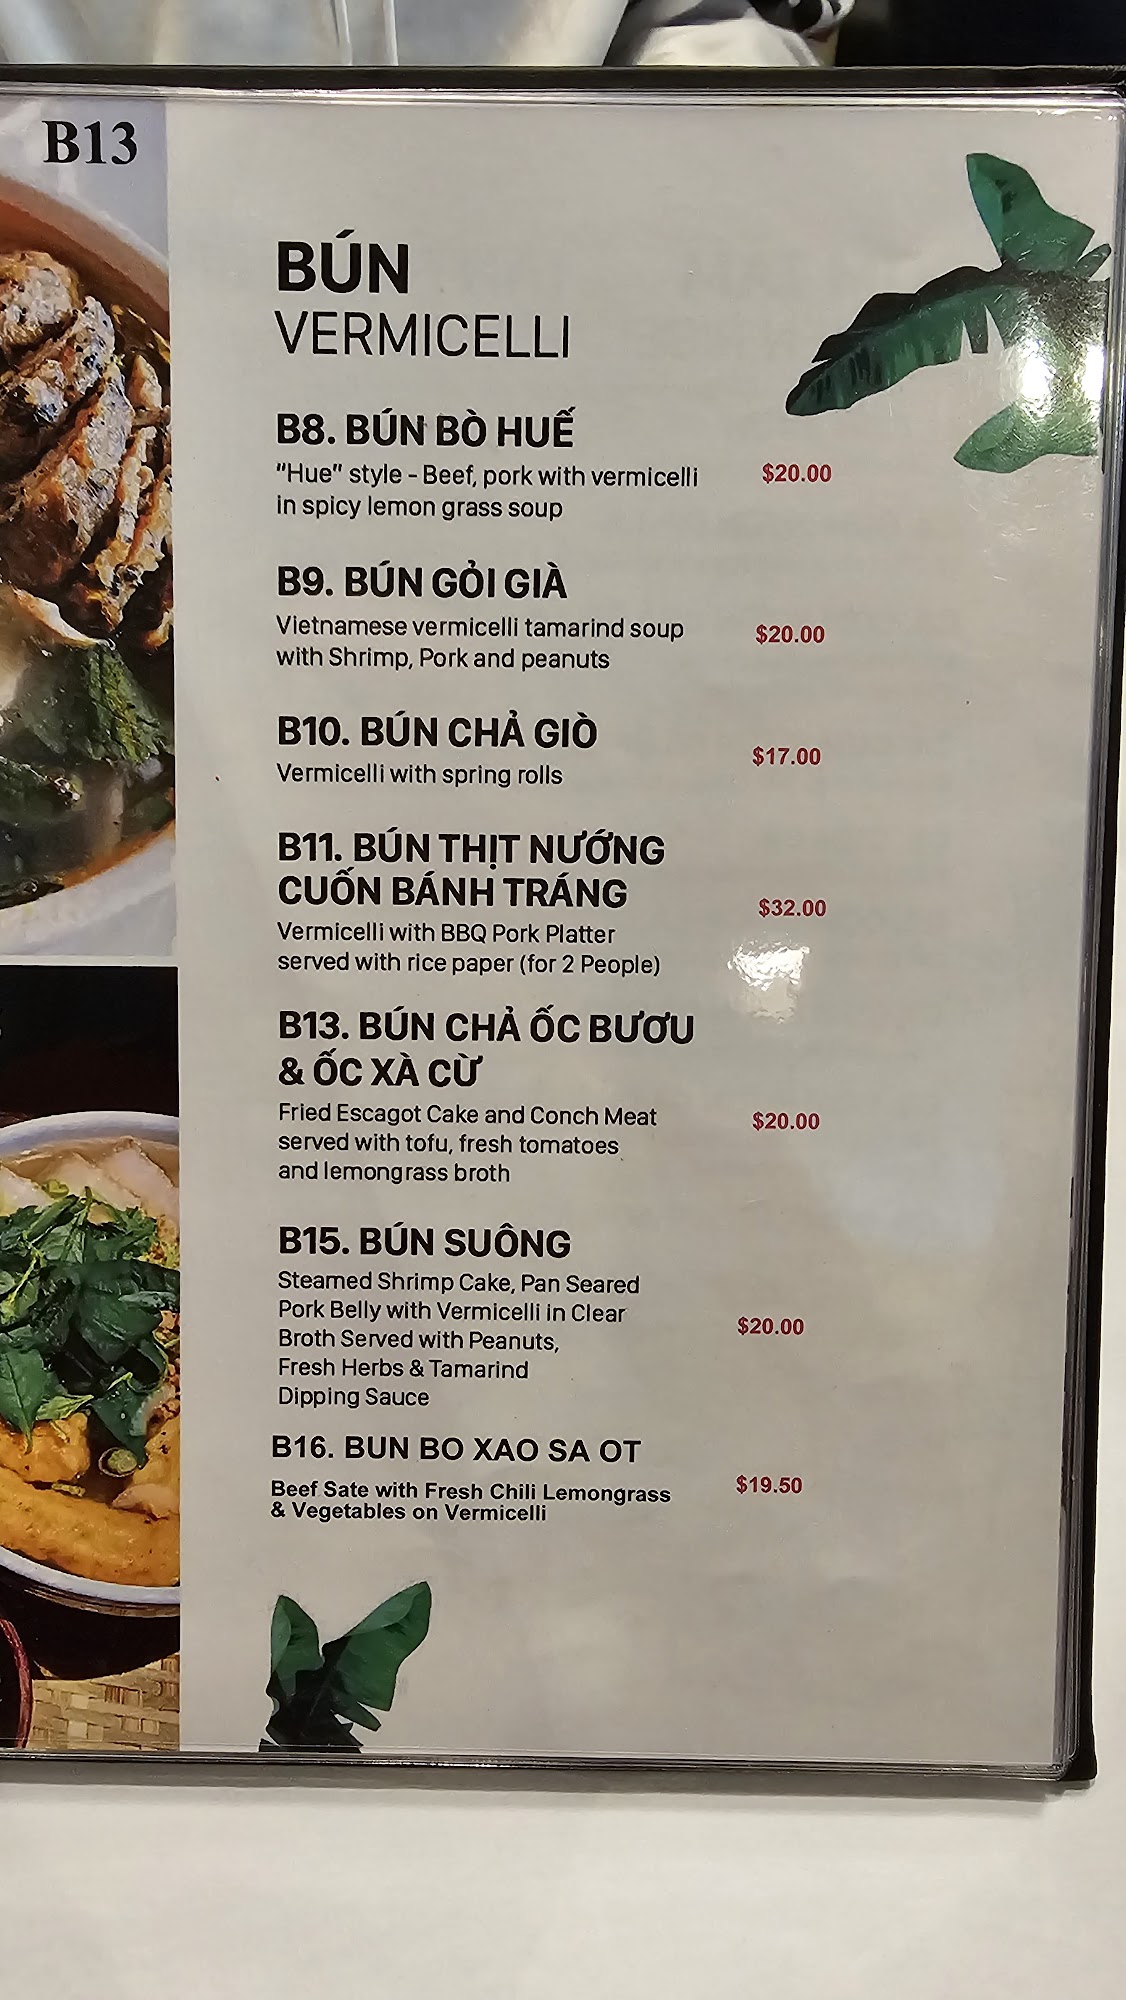 B13
BÚN
VERMICELLI
B8. BÚN BÒ HUẾ
"Hue" style - Beef, pork with vermicelli
in spicy lemon grass soup
$20.00
B9. BÚN GỎI GIÀ
Vietnamese vermicelli tamarind soup
with Shrimp, Pork and peanuts
$20.00
B10. BÚN CHẢ GIÒ
Vermicelli with spring rolls
$17.00
B11. BÚN THỊT NƯỚNG
CUỐN BÁNH TRÁNG
Vermicelli with BBQ Pork Platter
served with rice paper (for 2 People)
$32.00
B13. BÚN CHẢ ỐC BƯƠU
& ỐC XÀ CỪ
Fried Escagot Cake and Conch Meat
served with tofu, fresh tomatoes
and lemongrass broth
$20.00
B15. BÚN SUÔNG
Steamed Shrimp Cake, Pan Seared
Pork Belly with Vermicelli in Clear
Broth Served with Peanuts,
Fresh Herbs & Tamarind
Dipping Sauce
$20.00
B16. BUN BO XAO SA OT
Beef Sate with Fresh Chili Lemongrass
& Vegetables on Vermicelli
$19.50